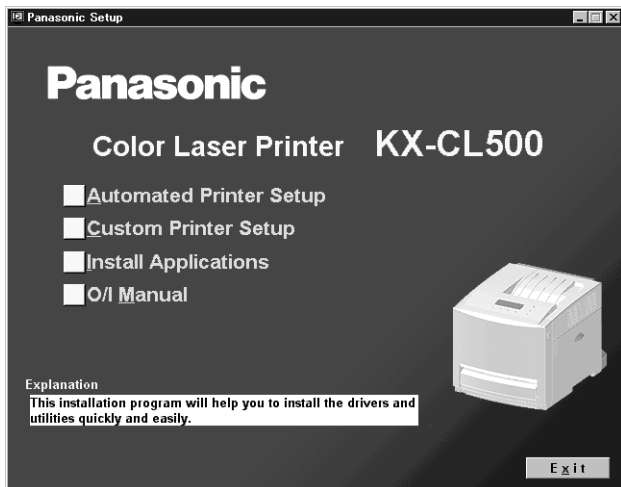 Panasonic Setup
Panasonic
Color Laser Printer KX-CL500
Automated Printer Setup
Custom Printer Setup
Install Applications
O/I Manual
Explanation
This installation program will help you to install the drivers and
utilities quickly and easily.
Exit